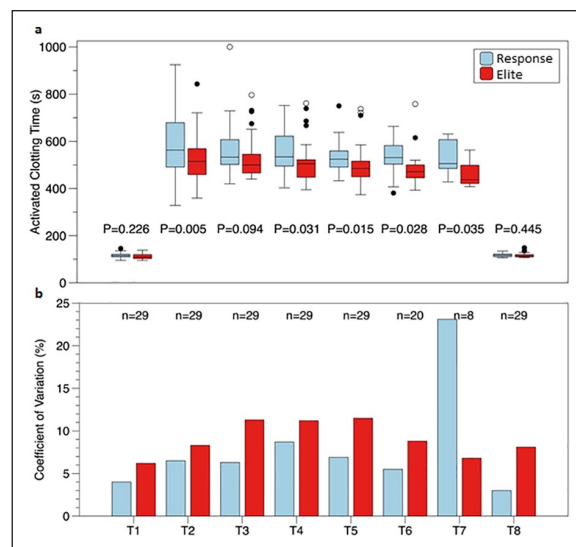 a
1000
800
600
400
200
0
Activated Clotting Time (s)
Response
Elite
P=0.226 P=0.005 P=0.094 P=0.031 P=0.015 P=0.028 P=0.035 P=0.445
b
25
20
15
10
5
0
Coefficient of Variation (%)
n=29 n=29 n=29 n=29 n=29 n=20 n=8 n=29
T1 T2 T3 T4 T5 T6 T7 T8